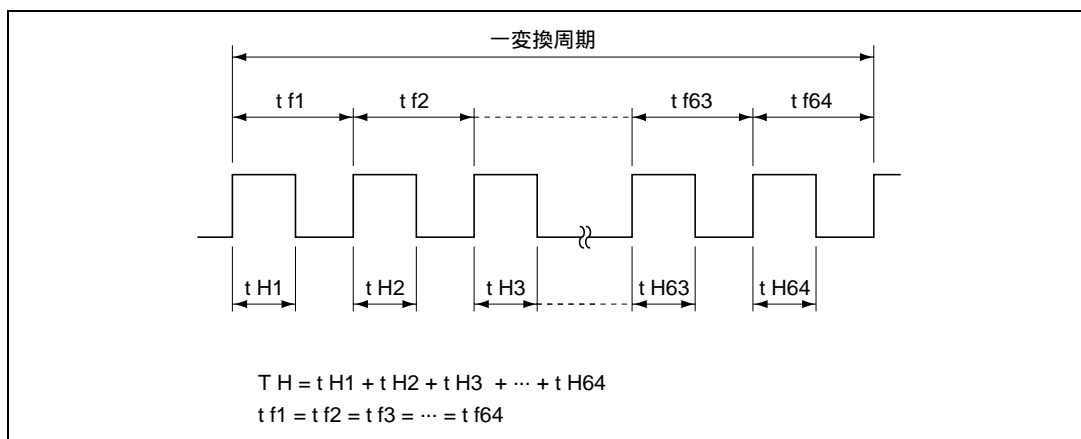 一変換周期
t f1 t f2 t f63 t f64
t H1 t H2 t H3 t H63 t H64
T H = t H1 + t H2 + t H3 + ··· + t H64
t f1 = t f2 = t f3 = ··· = t f64